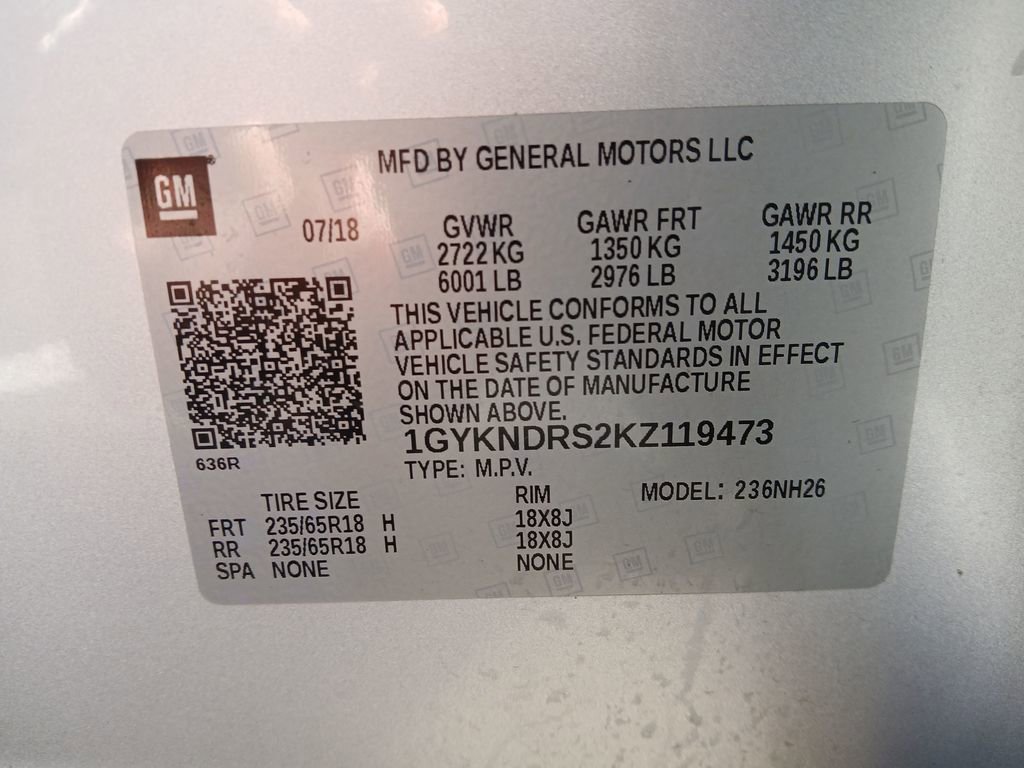 MFD BY GENERAL MOTORS LLC
GM
07/18
GVWR GAWR FRT GAWR RR
2722 KG 1350 KG 1450 KG
6001 LB 2976 LB 3196 LB
THIS VEHICLE CONFORMS TO ALL
APPLICABLE U.S. FEDERAL MOTOR
VEHICLE SAFETY STANDARDS IN EFFECT
ON THE DATE OF MANUFACTURE
SHOWN ABOVE.
1GYKNDRS2KZ119473
636R
TYPE: M.P.V.
TIRE SIZE RIM MODEL: 236NH26
FRT 235/65R18 H 18X8J
RR 235/65R18 H 18X8J
SPA NONE NONE